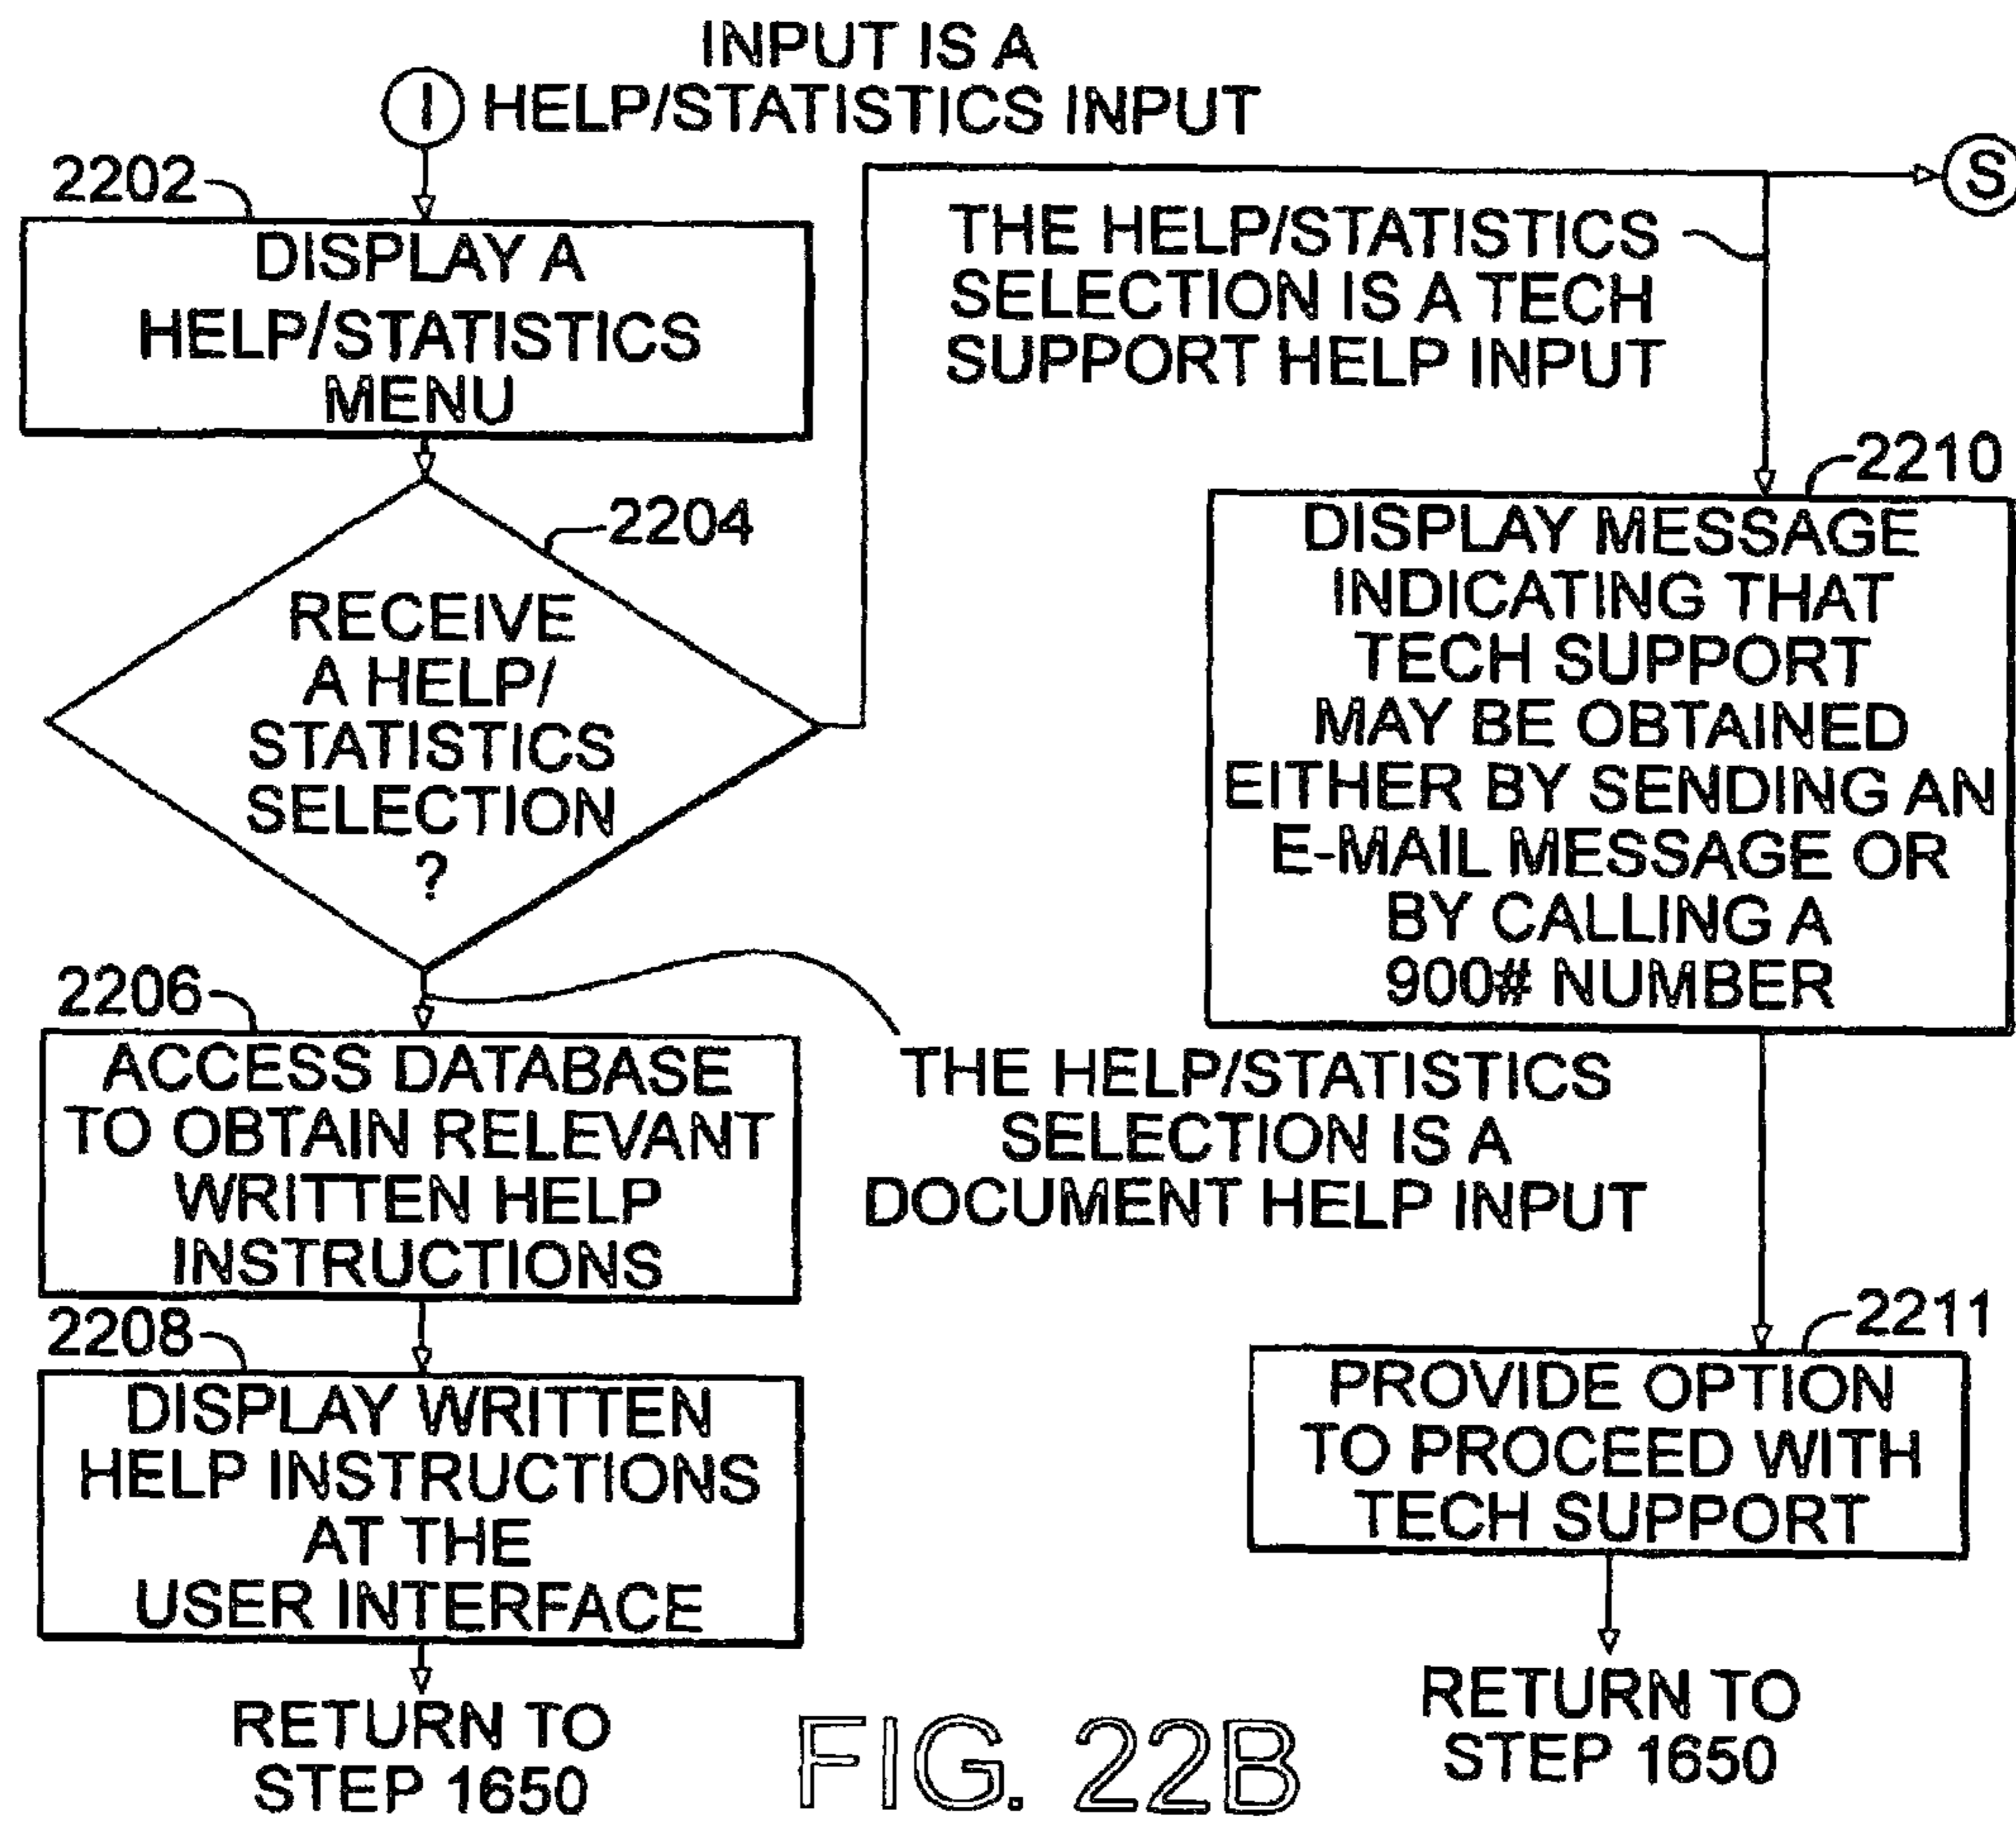 INPUT IS A
I HELP/STATISTICS INPUT
2202
DISPLAY A
HELP/STATISTICS
MENU
S
THE HELP/STATISTICS
SELECTION IS A TECH
SUPPORT HELP INPUT
2204
RECEIVE
A HELP/
STATISTICS
SELECTION
?
2210
DISPLAY MESSAGE
INDICATING THAT
TECH SUPPORT
MAY BE OBTAINED
EITHER BY SENDING AN
E-MAIL MESSAGE OR
BY CALLING A
900# NUMBER
2206
ACCESS DATABASE
TO OBTAIN RELEVANT
WRITTEN HELP
INSTRUCTIONS
THE HELP/STATISTICS
SELECTION IS A
DOCUMENT HELP INPUT
2208
DISPLAY WRITTEN
HELP INSTRUCTIONS
AT THE
USER INTERFACE
2211
PROVIDE OPTION
TO PROCEED WITH
TECH SUPPORT
RETURN TO
STEP 1650
RETURN TO
STEP 1650
FIG. 22B